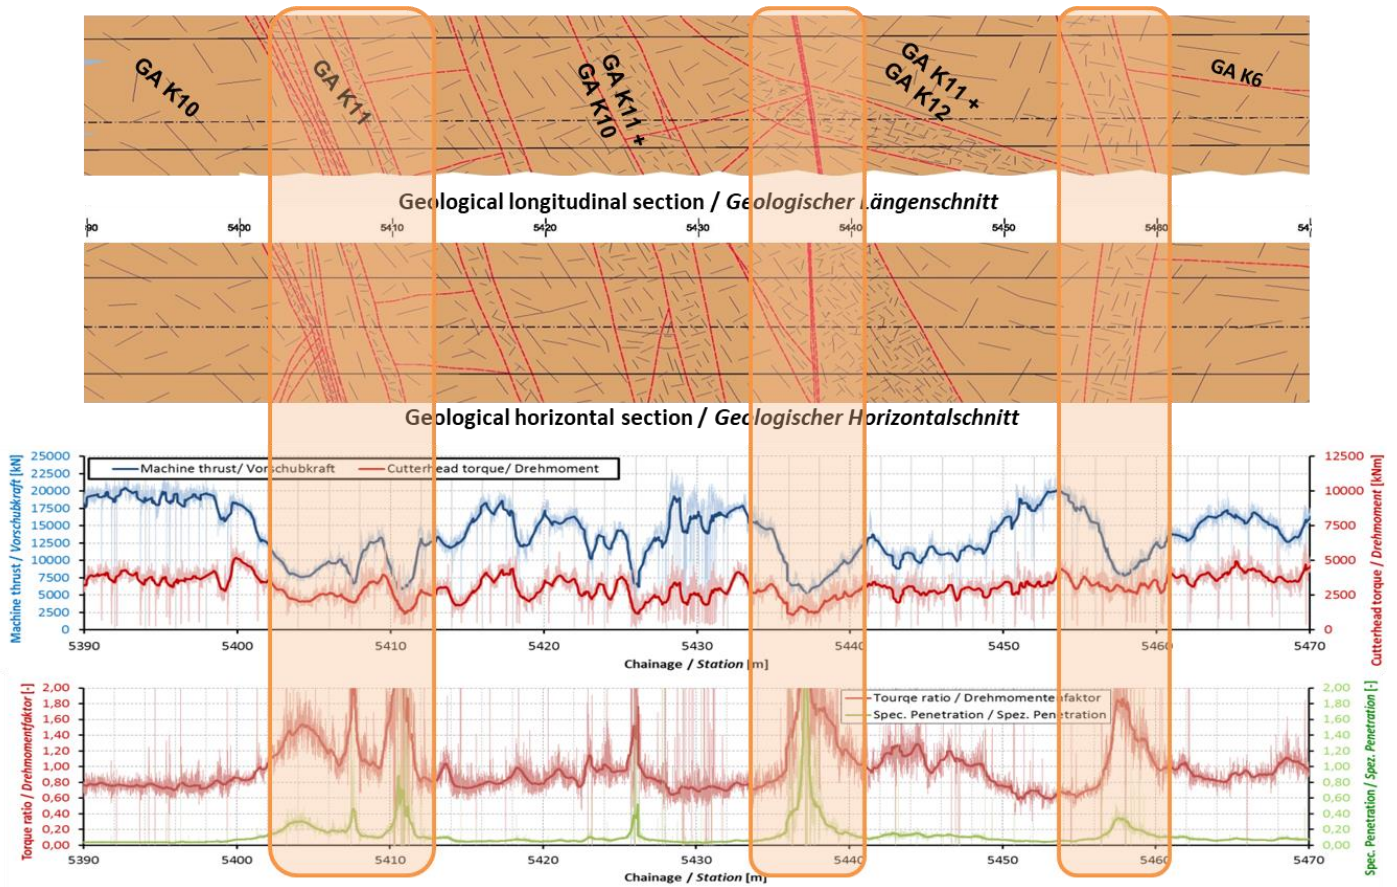 GA K10
GA K11
GA K11 +
GA K10
GA K11 +
GA K12
GA K6
Geological longitudinal section / Geologischer Längenschnitt
90 5400 5410 5420 5430 5440 5450 5460 547
Geological horizontal section / Geologischer Horizontalschnitt
Machine thrust/ Vorschubkraft Cutterhead torque/ Drehmoment
Machine thrust / Vorschubkraft [kN]
25000
22500
20000
17500
15000
12500
10000
7500
5000
2500
0
12500
10000
7500
5000
2500
0
Cutterhead torque / Drehmoment [kNm]
5390 5400 5410 5420 5430 5440 5450 5460 5470
Chainage / Station [m]
Tourqe ratio / Drehmomentenfaktor
Spec. Penetration / Spez. Penetration
Torque ratio / Drehmomentfaktor [-]
2,00
1,80
1,60
1,40
1,20
1,00
0,80
0,60
0,40
0,20
0,00
2,00
1,80
1,60
1,40
1,20
1,00
0,80
0,60
0,40
0,20
0,00
Spec. Penetration / Spez. Penetration [-]
5390 5400 5410 5420 5430 5440 5450 5460 5470
Chainage / Station [m]